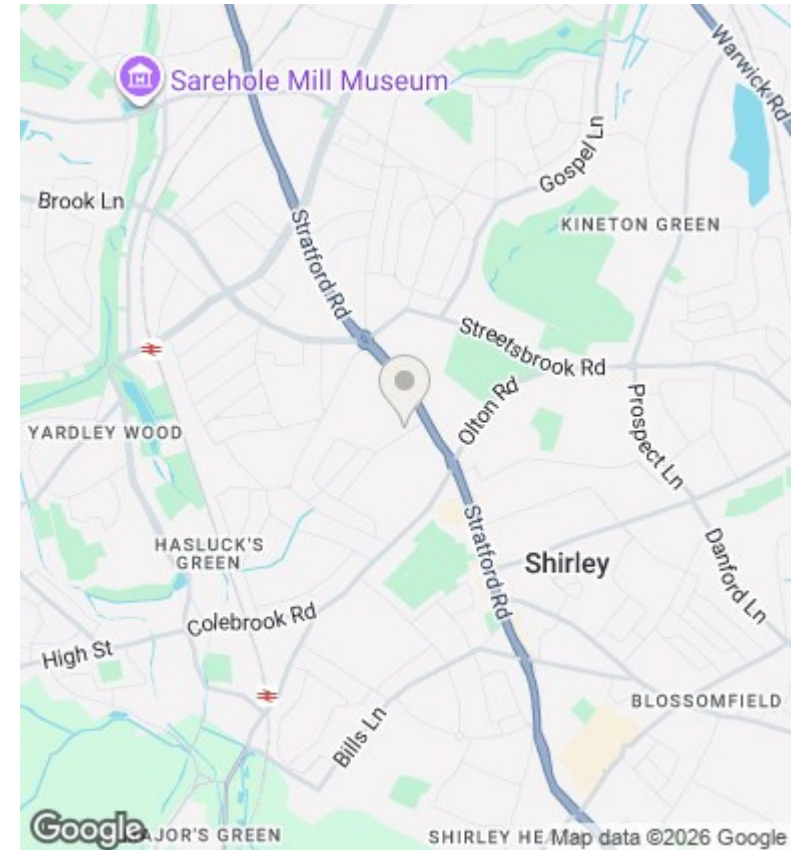 Sarehole Mill Museum
Warwick Rd
Gospel Ln
Brook Ln
KINETON GREEN
Stratford Rd
Streetsbrook Rd
Olton Rd
Prospect Ln
YARDLEY WOOD
HASLUCK'S
GREEN
Stratford Rd
Shirley
Danford Ln
Colebrook Rd
High St
BLOSSOMFIELD
Bills Ln
Google
AJOR'S GREEN
SHIRLEY HE
Map data ©2026 Google